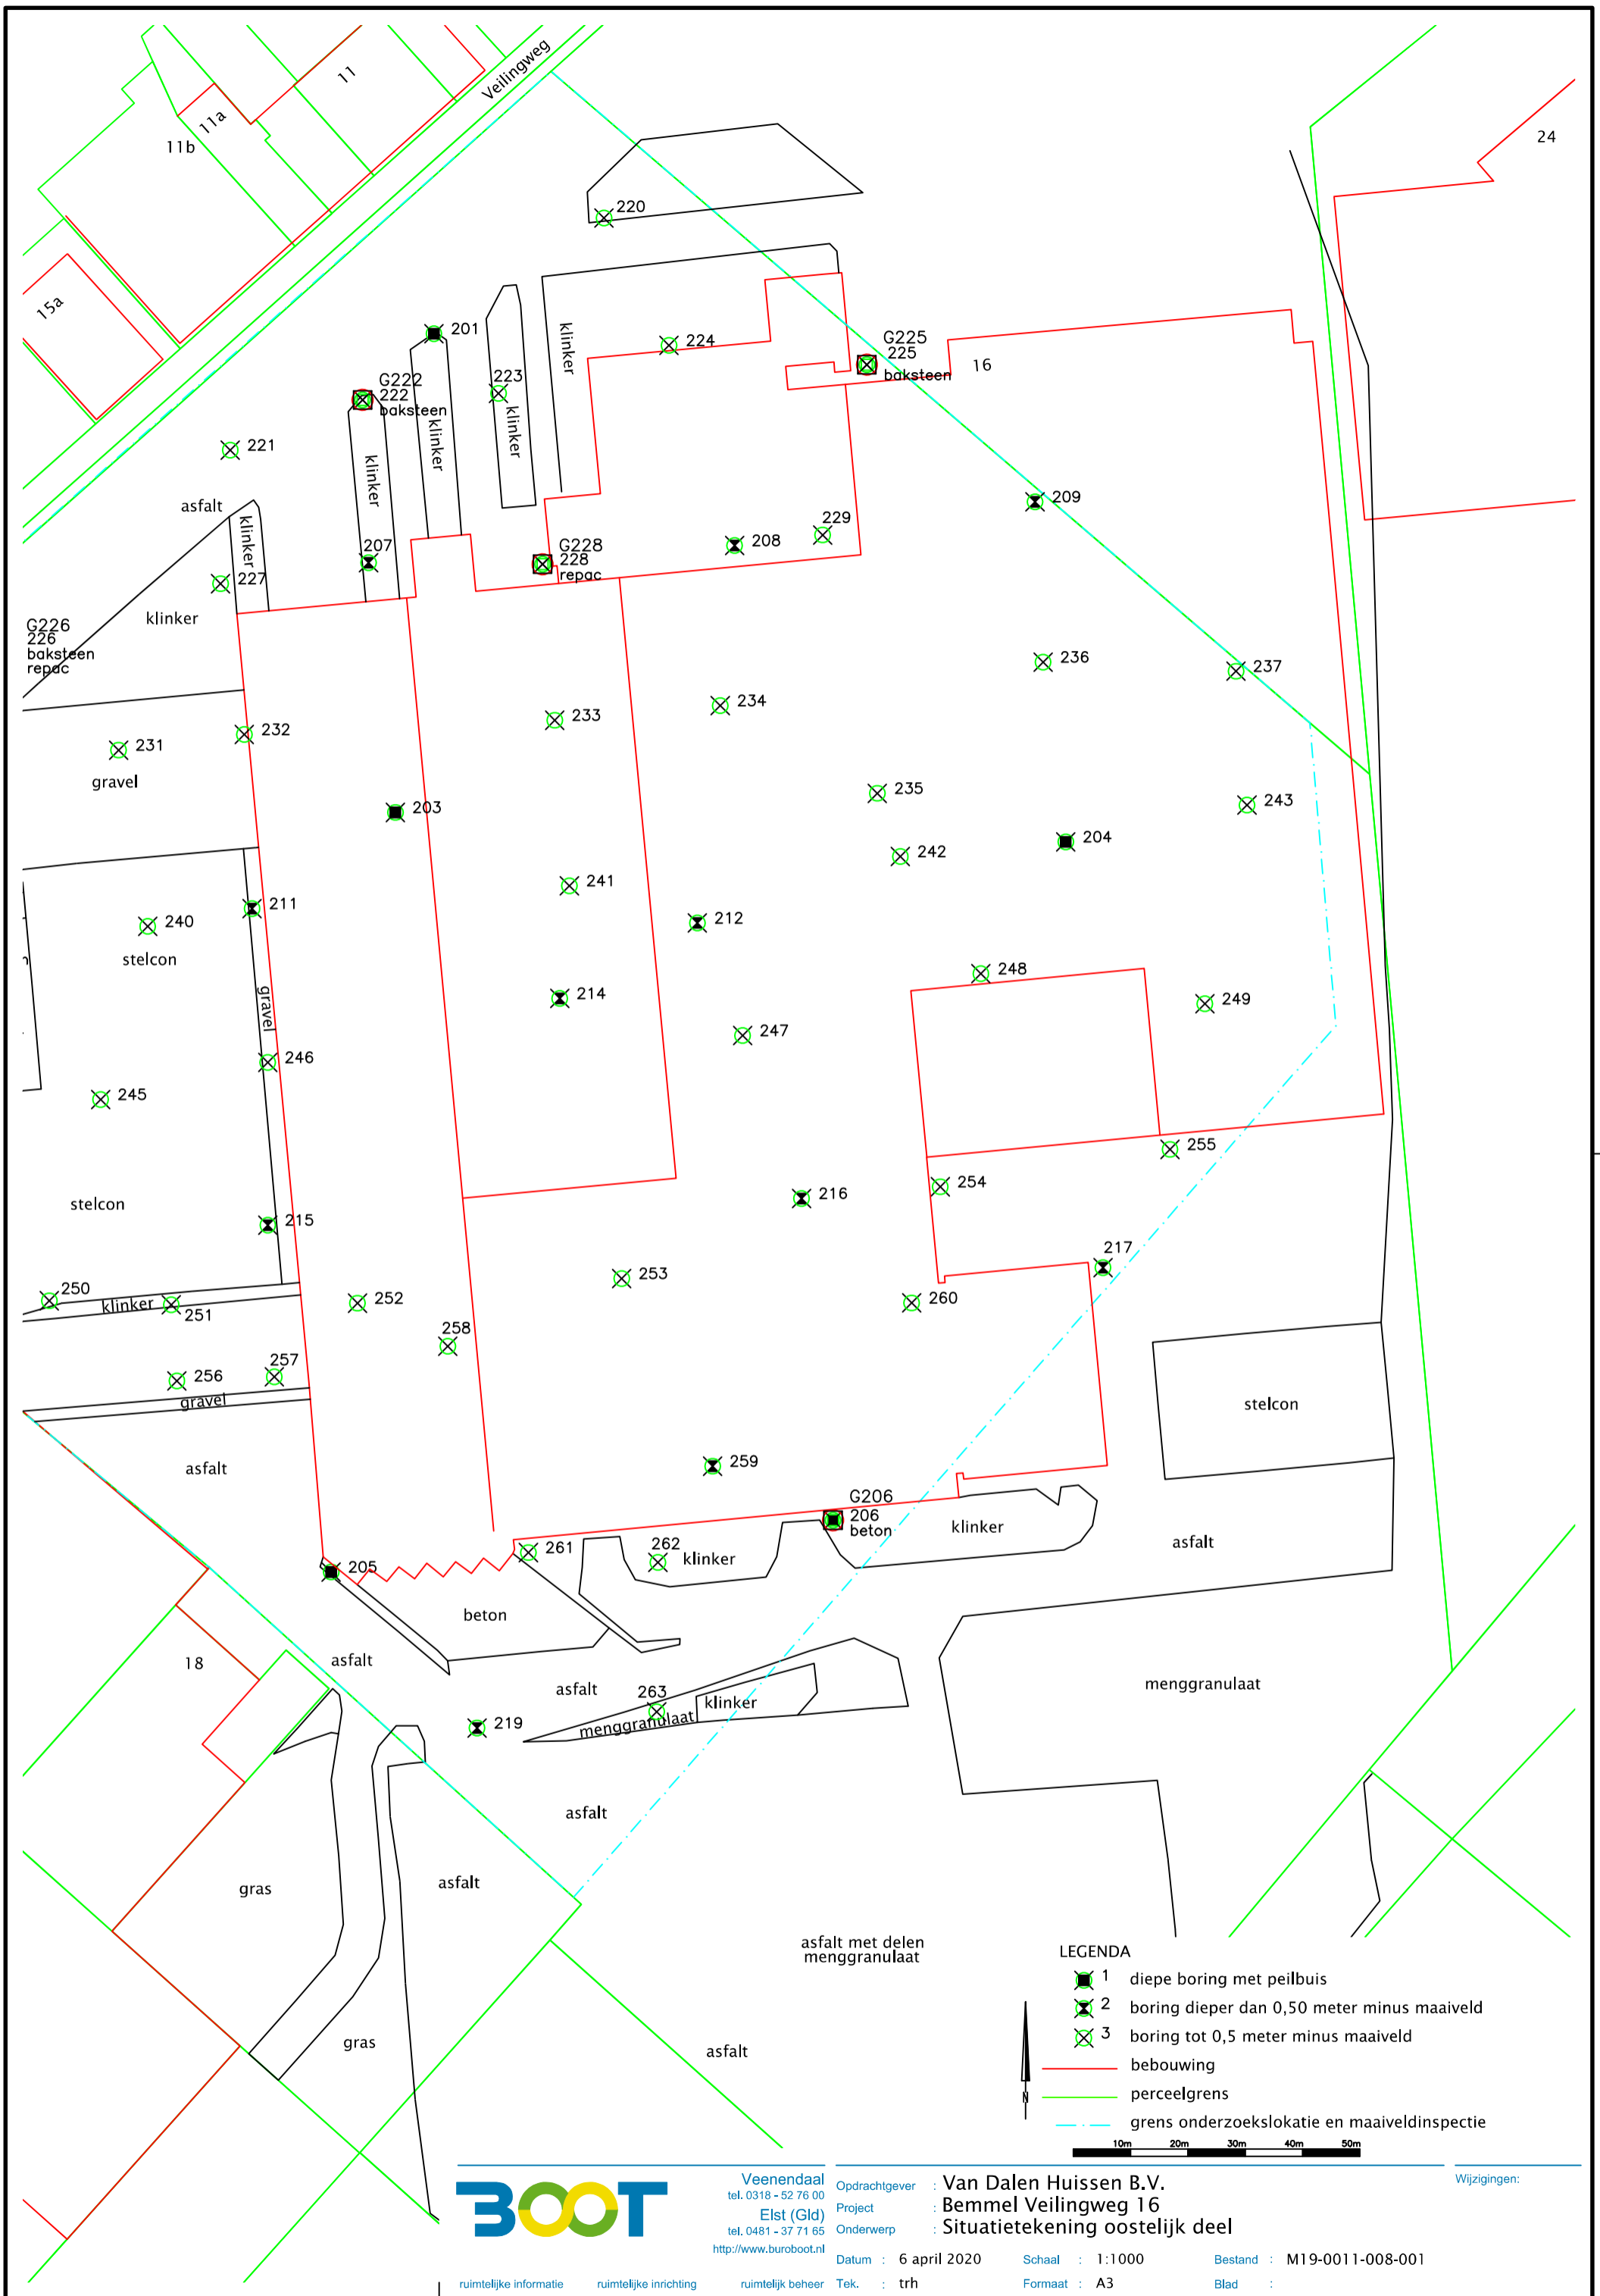 Veilingweg
11
11a
11b
15a
24
220
201
224
G225
225
baksteen
16
G222
222
baksteen
223
klinker
klinker
klinker
klinker
221
asfalt
klinker
207
G228
228
repac
208
229
209
227
klinker
G226
226
baksteen
repac
236
237
234
233
232
231
gravel
235
243
203
204
242
241
211
212
240
stelcon
gravel
214
248
249
247
246
245
255
254
216
stelcon
215
217
253
250
klinker
251
252
260
258
257
256
gravel
stelcon
asfalt
259
G206
206
beton
klinker
asfalt
261
262
klinker
205
beton
18
asfalt
asfalt
263
klinker
menggranulaat
menggranulaat
219
asfalt
gras
asfalt
asfalt met delen
menggranulaat
gras
asfalt
LEGENDA
1 diepe boring met peilbuis
2 boring dieper dan 0,50 meter minus maaiveld
3 boring tot 0,5 meter minus maaiveld
bebouwing
N
perceelgrens
grens onderzoekslokatie en maaiveldinspectie
10m 20m 30m 40m 50m
BOOT
Veenendaal
tel. 0318 - 52 76 00
Elst (Gld)
tel. 0481 - 37 71 65
http://www.buroboot.nl
ruimtelijke informatie ruimtelijke inrichting ruimtelijk beheer
Opdrachtgever : Van Dalen Huissen B.V.
Project : Bemmel Veilingweg 16
Onderwerp : Situatietekening oostelijk deel
Datum : 6 april 2020 Schaal : 1:1000 Bestand : M19-0011-008-001
Tek. : trh Formaat : A3 Blad :
Wijzigingen: